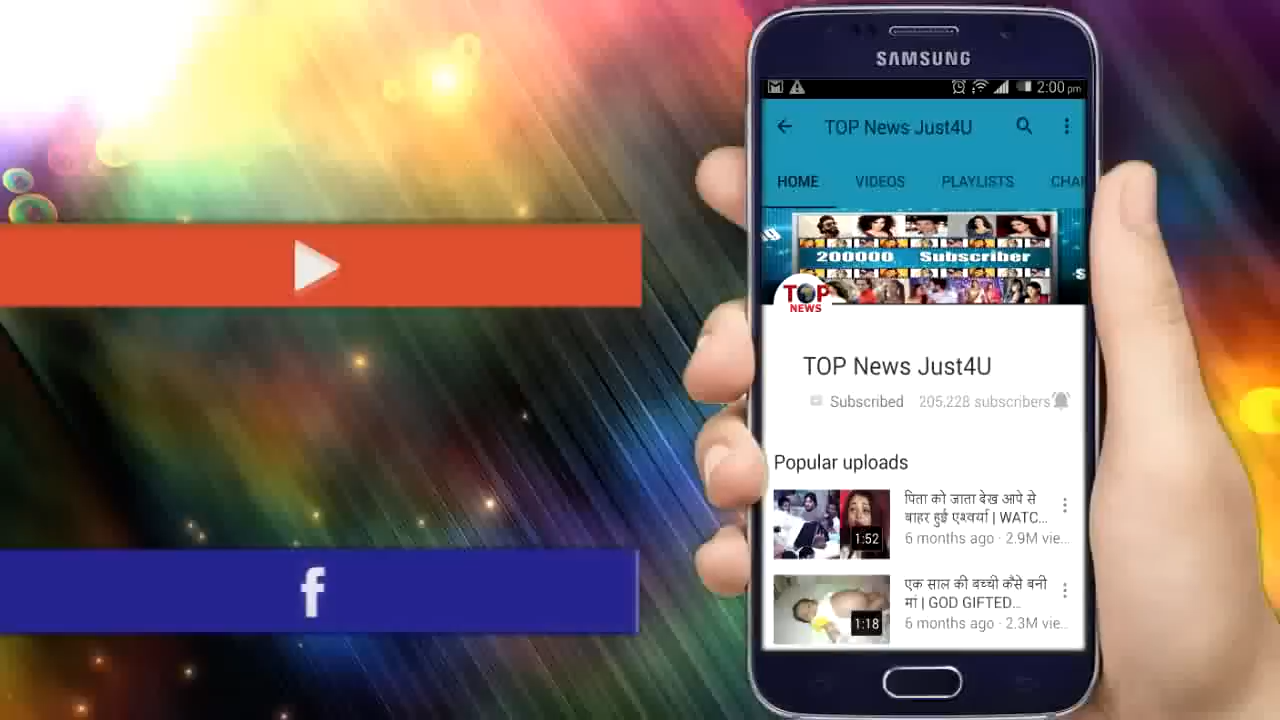 SAMSUNG
2:00 pm
TOP News Just4U
HOME VIDEOS PLAYLISTS CHA
200000 Subscriber
TOP
NEWS
TOP News Just4U
Subscribed 205,228 subscribers
Popular uploads
पिता को जाता देख आपे से
बाहर हुई एश्वर्या | WATC...
1:52
6 months ago · 2.9M vie...
एक साल की बच्ची कैसे बनी
मां | GOD GIFTED...
1:18
6 months ago · 2.3M vie..
f